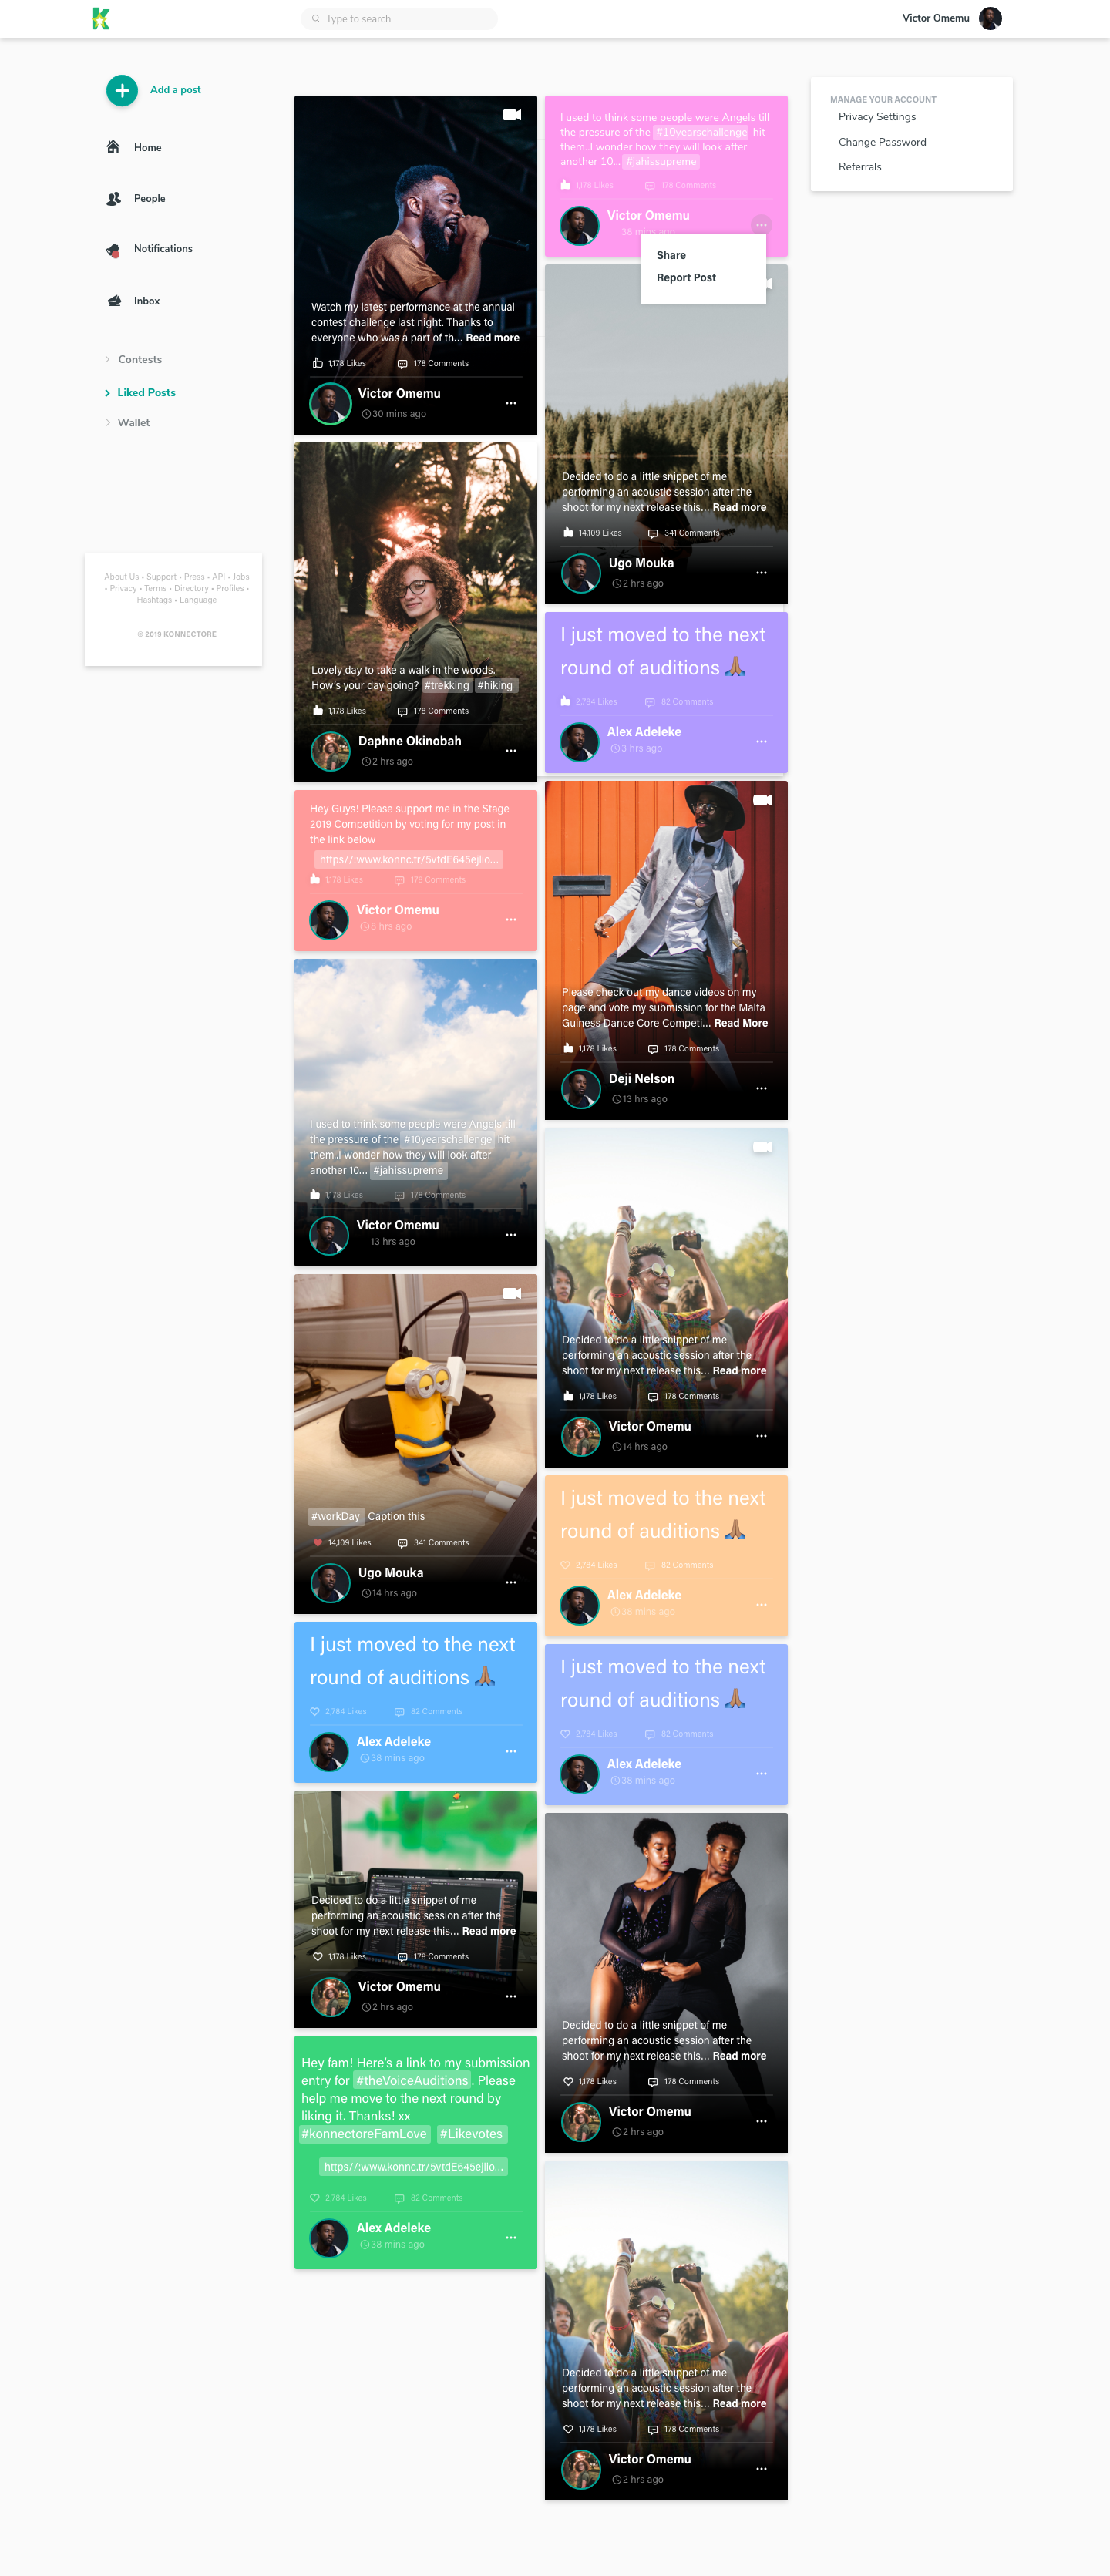 Type to search
Victor Omemu
Add a post
Home
People
Notifications
Inbox
Contests
Liked Posts
Wallet
About Us • Support • Press • API • Jobs
• Privacy • Terms • Directory • Profiles •
Hashtags • Language
© 2019 KONNECTORE
Watch my latest performance at the annual
contest challenge last night. Thanks to
everyone who was a part of th... Read more
1,178 Likes 178 Comments
Victor Omemu
30 mins ago
Lovely day to take a walk in the woods.
How's your day going? #trekking #hiking
1,178 Likes 178 Comments
Daphne Okinobah
2 hrs ago
Hey Guys! Please support me in the Stage
2019 Competition by voting for my post in
the link below
https//:www.konnc.tr/5vtdE645ejlio...
1,178 Likes 178 Comments
Victor Omemu
8 hrs ago
I used to think some people were Angels till
the pressure of the #10yearschallenge hit
them..I wonder how they will look after
another 10... #jahissupreme
1,178 Likes 178 Comments
Victor Omemu
13 hrs ago
#workDay Caption this
14,109 Likes 341 Comments
Ugo Mouka
14 hrs ago
I just moved to the next
round of auditions 🙏🏽
2,784 Likes 82 Comments
Alex Adeleke
38 mins ago
Decided to do a little snippet of me
performing an acoustic session after the
shoot for my next release this... Read more
1,178 Likes 178 Comments
Victor Omemu
2 hrs ago
Hey fam! Here's a link to my submission
entry for #theVoiceAuditions . Please
help me move to the next round by
liking it. Thanks! xx
#konnectoreFamLove #Likevotes
https//:www.konnc.tr/5vtdE645ejlio...
2,784 Likes 82 Comments
Alex Adeleke
38 mins ago
I used to think some people were Angels till
the pressure of the #10yearschallenge hit
them..I wonder how they will look after
another 10... #jahissupreme
1,178 Likes 178 Comments
Victor Omemu
38 mins ago
Share
Report Post
Decided to do a little snippet of me
performing an acoustic session after the
shoot for my next release this... Read more
14,109 Likes 341 Comments
Ugo Mouka
2 hrs ago
I just moved to the next
round of auditions 🙏🏽
2,784 Likes 82 Comments
Alex Adeleke
3 hrs ago
Please check out my dance videos on my
page and vote my submission for the Malta
Guiness Dance Core Competi... Read More
1,178 Likes 178 Comments
Deji Nelson
13 hrs ago
Decided to do a little snippet of me
performing an acoustic session after the
shoot for my next release this... Read more
1,178 Likes 178 Comments
Victor Omemu
14 hrs ago
I just moved to the next
round of auditions 🙏🏽
2,784 Likes 82 Comments
Alex Adeleke
38 mins ago
I just moved to the next
round of auditions 🙏🏽
2,784 Likes 82 Comments
Alex Adeleke
38 mins ago
Decided to do a little snippet of me
performing an acoustic session after the
shoot for my next release this... Read more
1,178 Likes 178 Comments
Victor Omemu
2 hrs ago
Decided to do a little snippet of me
performing an acoustic session after the
shoot for my next release this... Read more
1,178 Likes 178 Comments
Victor Omemu
2 hrs ago
MANAGE YOUR ACCOUNT
Privacy Settings
Change Password
Referrals